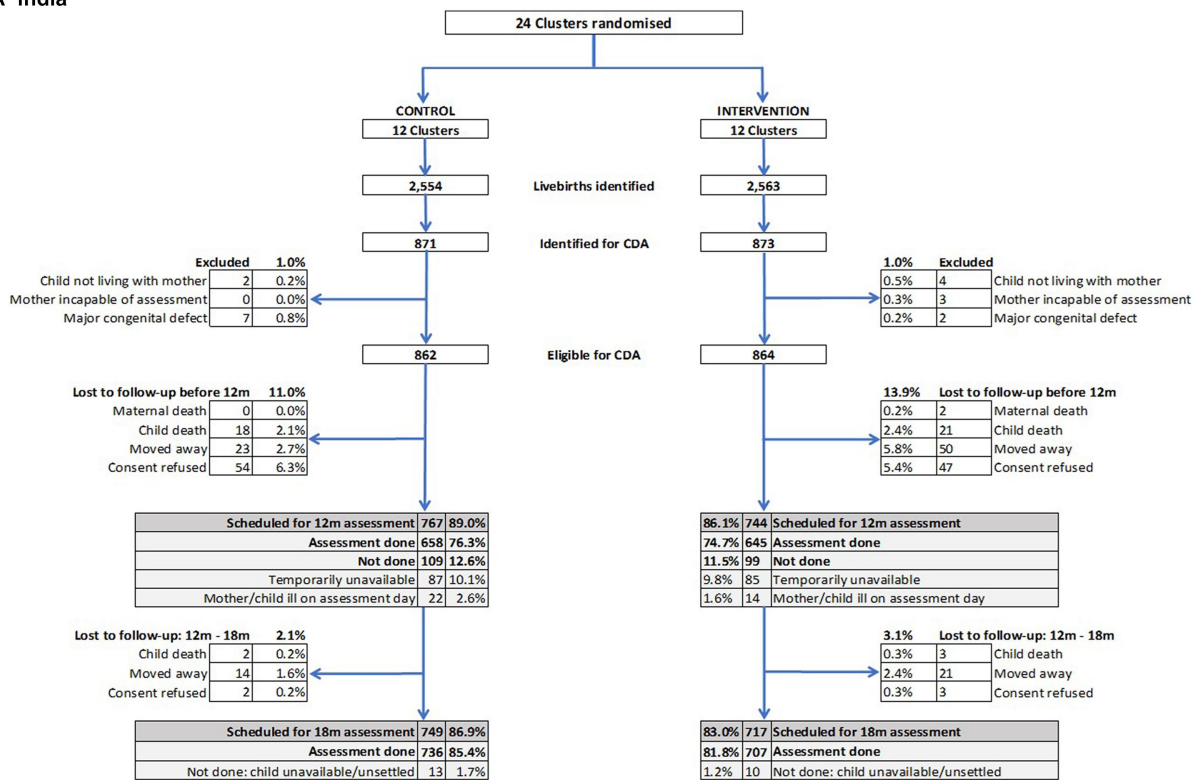 A India
24 Clusters randomised
CONTROL INTERVENTION
12 Clusters 12 Clusters
2,554 Livebirths identified 2,563
871 Identified for CDA 873
Excluded 1.0% 1.0% Excluded
Child not living with mother 2 0.2% 0.5% 4 Child not living with mother
Mother incapable of assessment 0 0.0% 0.3% 3 Mother incapable of assessment
Major congenital defect 7 0.8% 0.2% 2 Major congenital defect
862 Eligible for CDA 864
Lost to follow-up before 12m 11.0% 13.9% Lost to follow-up before 12m
Maternal death 0 0.0% 0.2% 2 Maternal death
Child death 18 2.1% 2.4% 21 Child death
Moved away 23 2.7% 5.8% 50 Moved away
Consent refused 54 6.3% 5.4% 47 Consent refused
Scheduled for 12m assessment 767 89.0% 86.1% 744 Scheduled for 12m assessment
Assessment done 658 76.3% 74.7% 645 Assessment done
Not done 109 12.6% 11.5% 99 Not done
Temporarily unavailable 87 10.1% 9.8% 85 Temporarily unavailable
Mother/child ill on assessment day 22 2.6% 1.6% 14 Mother/child ill on assessment day
Lost to follow-up: 12m - 18m 2.1% 3.1% Lost to follow-up: 12m - 18m
Child death 2 0.2% 0.3% 3 Child death
Moved away 14 1.6% 2.4% 21 Moved away
Consent refused 2 0.2% 0.3% 3 Consent refused
Scheduled for 18m assessment 749 86.9% 83.0% 717 Scheduled for 18m assessment
Assessment done 736 85.4% 81.8% 707 Assessment done
Not done: child unavailable/unsettled 13 1.7% 1.2% 10 Not done: child unavailable/unsettled